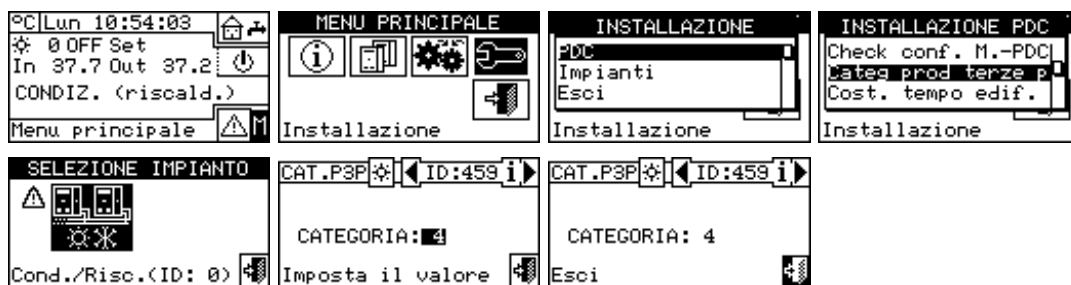 °C Lun 10:54:03
0 OFF Set
In 37.7 Out 37.2
CONDIZ. (riscald.)
Menu principale M
MENU PRINCIPALE
Installazione
INSTALLAZIONE
PDC
Impianti
Esci
Installazione
INSTALLAZIONE PDC
Check conf. M.-PDC
Categ prod terze p
Cost. tempo edif.
Installazione
SELEZIONE IMPIANTO
Cond./Risc.(ID: 0)
CAT.P3P ID:459 i
CATEGORIA: 4
Imposta il valore
CAT.P3P ID:459 i
CATEGORIA: 4
Esci